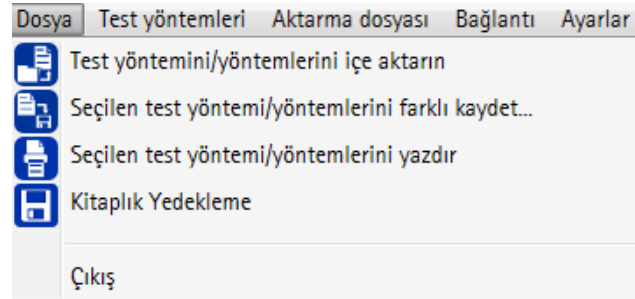 Dosya Test yöntemleri Aktarma dosyası Bağlantı Ayarlar
Test yöntemini/yöntemlerini içe aktarın
Seçilen test yöntemi/yöntemlerini farklı kaydet...
Seçilen test yöntemi/yöntemlerini yazdır
Kitaplık Yedekleme
Çıkış